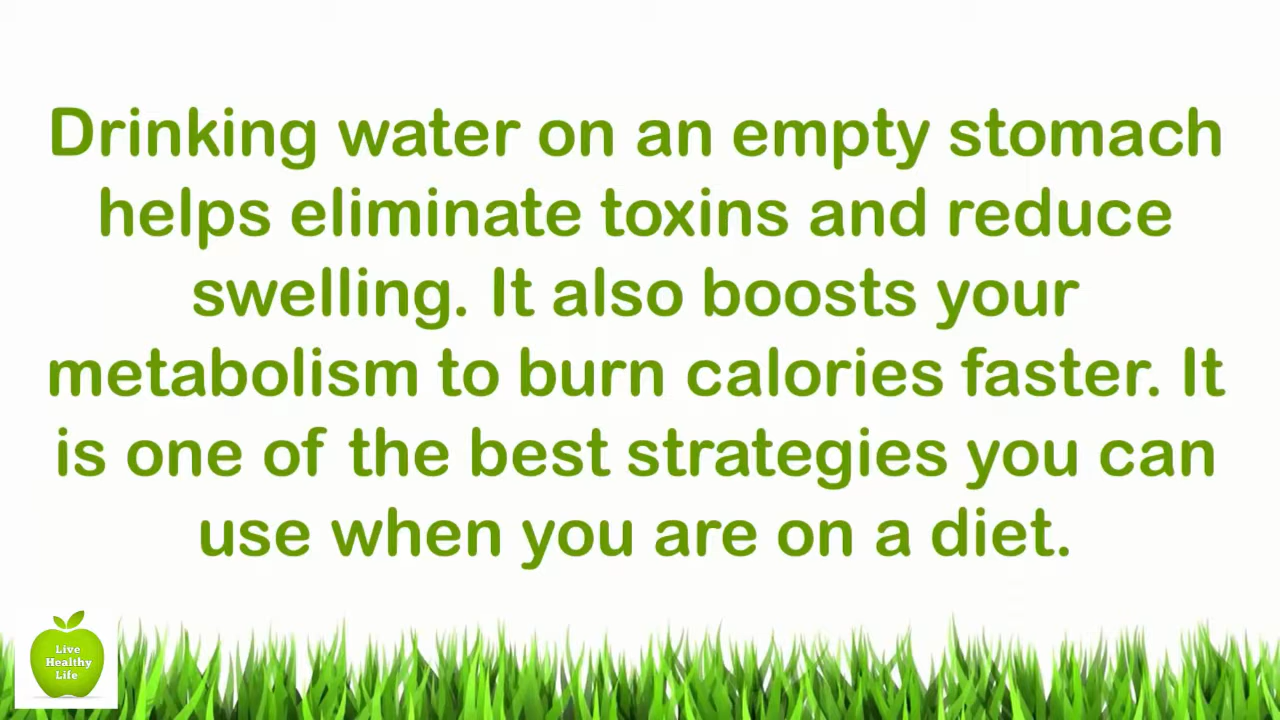 Drinking water on an empty stomach
helps eliminate toxins and reduce
swelling. It also boosts your
metabolism to burn calories faster. It
is one of the best strategies you can
use when you are on a diet.
Live
Healthy
Life